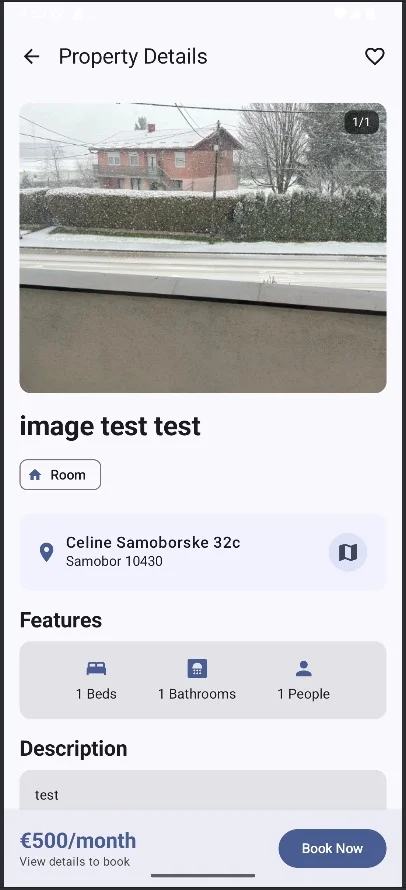 Property Details
1/1
image test test
Room
Celine Samoborske 32c
Samobor 10430
Features
1 Beds 1 Bathrooms 1 People
Description
test
€500/month
View details to book
Book Now